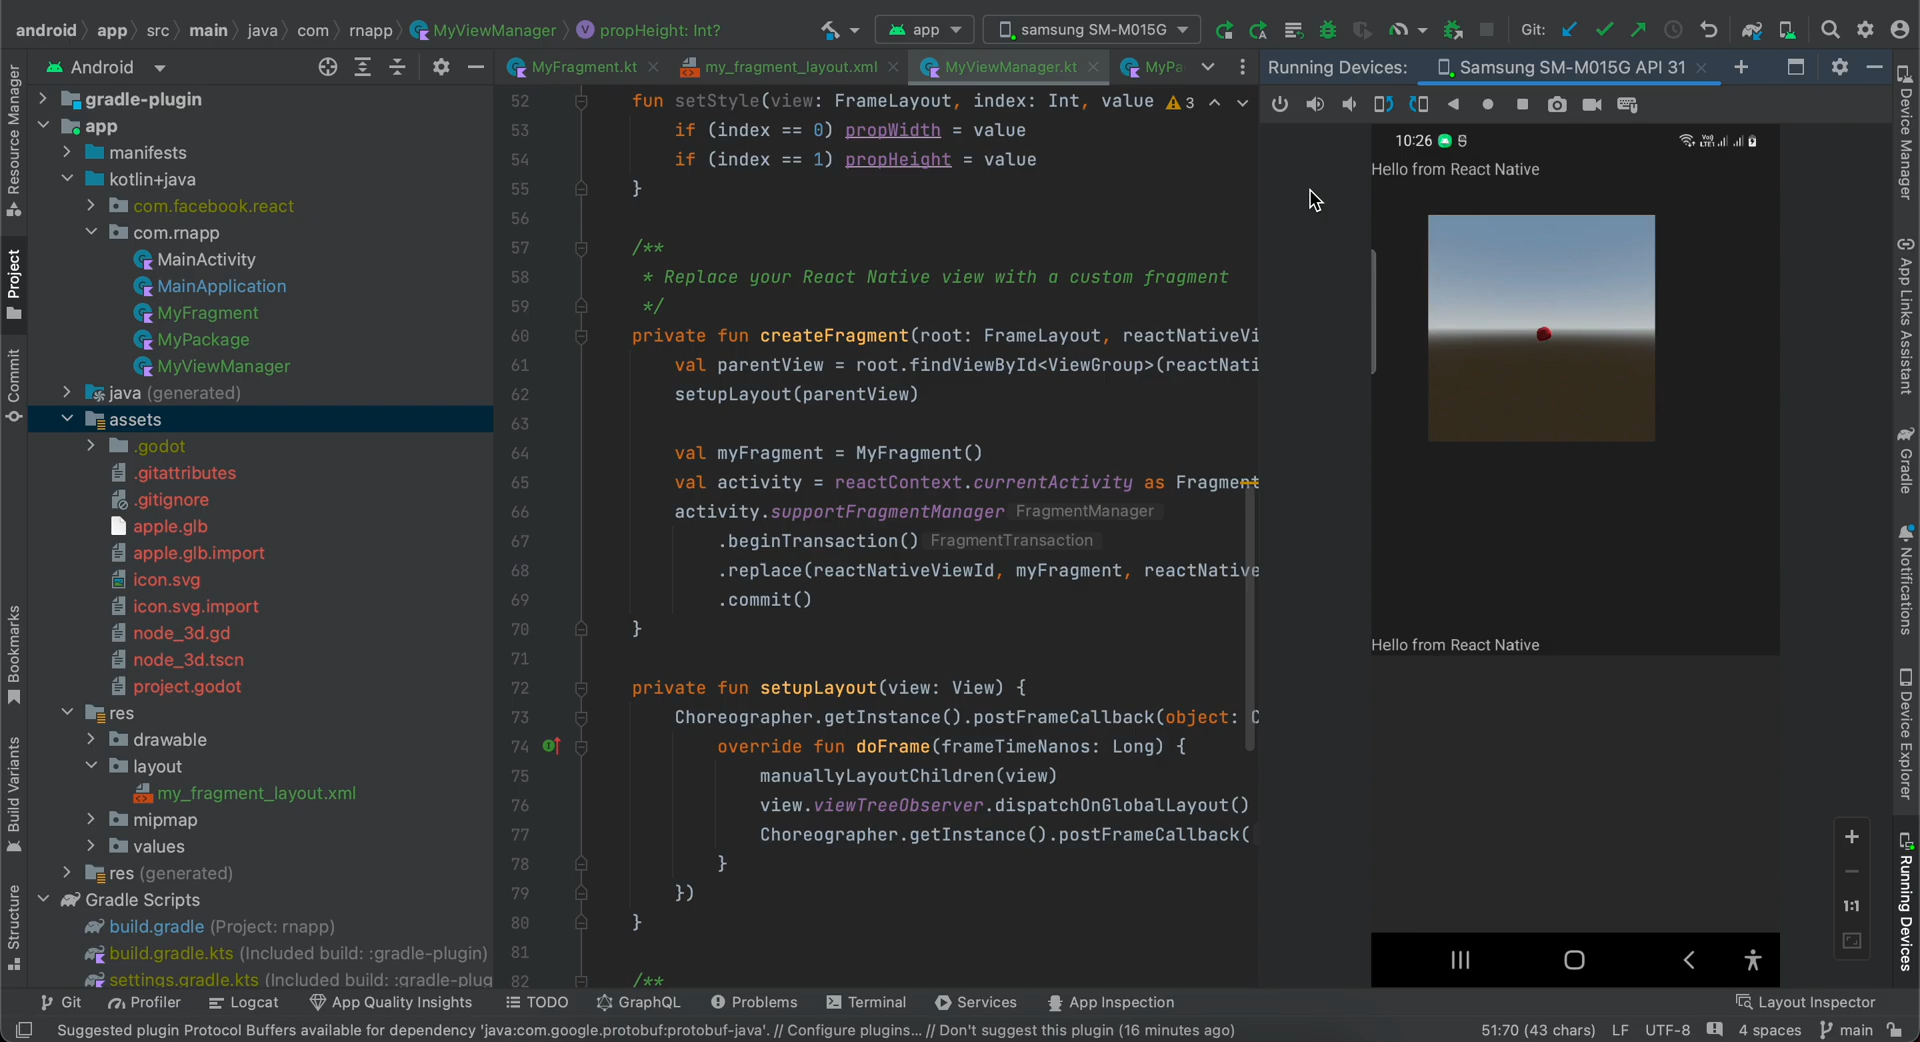 android app src main java com rnapp MyViewManager propHeight: Int?
app samsung SM-M015G Git:
Android
MyFragment.kt my_fragment_layout.xml MyViewManager.kt MyPa
Running Devices: Samsung SM-M015G API 31
Resource Manager
Project
Commit
Bookmarks
Build Variants
Structure
gradle-plugin
app
manifests
kotlin+java
com.facebook.react
com.rnapp
MainActivity
MainApplication
MyFragment
MyPackage
MyViewManager
java (generated)
assets
.godot
.gitattributes
.gitignore
apple.glb
apple.glb.import
icon.svg
icon.svg.import
node_3d.gd
node_3d.tscn
project.godot
res
drawable
layout
my_fragment_layout.xml
mipmap
values
res (generated)
Gradle Scripts
build.gradle (Project: rnapp)
build.gradle.kts (Included build: :gradle-plugin)
settings.gradle.kts (Included build: :gradle-plug
52 fun setStyle(view: FrameLayout, index: Int, value 3
53 if (index == 0) propWidth = value
54 if (index == 1) propHeight = value
55 }
56
57 /**
58 * Replace your React Native view with a custom fragment
59 */
60 private fun createFragment(root: FrameLayout, reactNativeVi
61 val parentView = root.findViewById<ViewGroup>(reactNati
62 setupLayout(parentView)
63
64 val myFragment = MyFragment()
65 val activity = reactContext.currentActivity as Fragment
66 activity.supportFragmentManager FragmentManager
67 .beginTransaction() FragmentTransaction
68 .replace(reactNativeViewId, myFragment, reactNative
69 .commit()
70 }
71
72 private fun setupLayout(view: View) {
73 Choreographer.getInstance().postFrameCallback(object: C
74 override fun doFrame(frameTimeNanos: Long) {
75 manuallyLayoutChildren(view)
76 view.viewTreeObserver.dispatchOnGlobalLayout()
77 Choreographer.getInstance().postFrameCallback(
78 }
79 })
80 }
81
82 /**
10:26
Hello from React Native
Hello from React Native
1:1
Device Manager
App Links Assistant
Gradle
Notifications
Device Explorer
Running Devices
Git Profiler Logcat App Quality Insights TODO GraphQL Problems Terminal Services App Inspection Layout Inspector
Suggested plugin Protocol Buffers available for dependency 'java:com.google.protobuf:protobuf-java'. // Configure plugins... // Don't suggest this plugin (16 minutes ago) 51:70 (43 chars) LF UTF-8 4 spaces main